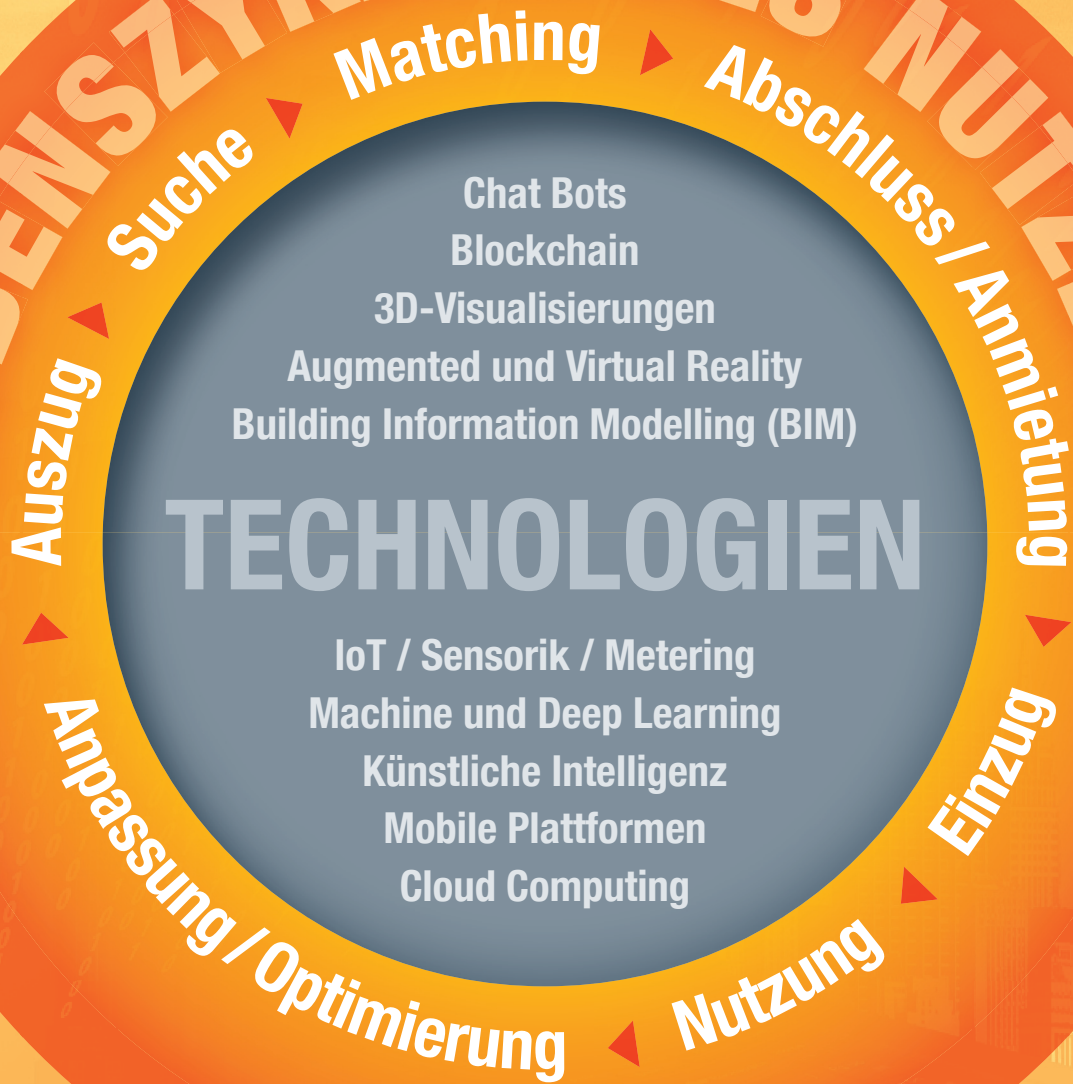 Suche
Matching
Abschluss / Anmietung
Einzug
Nutzung
Anpassung / Optimierung
Auszug
Chat Bots
Blockchain
3D-Visualisierungen
Augmented und Virtual Reality
Building Information Modelling (BIM)
TECHNOLOGIEN
IoT / Sensorik / Metering
Machine und Deep Learning
Künstliche Intelligenz
Mobile Plattformen
Cloud Computing